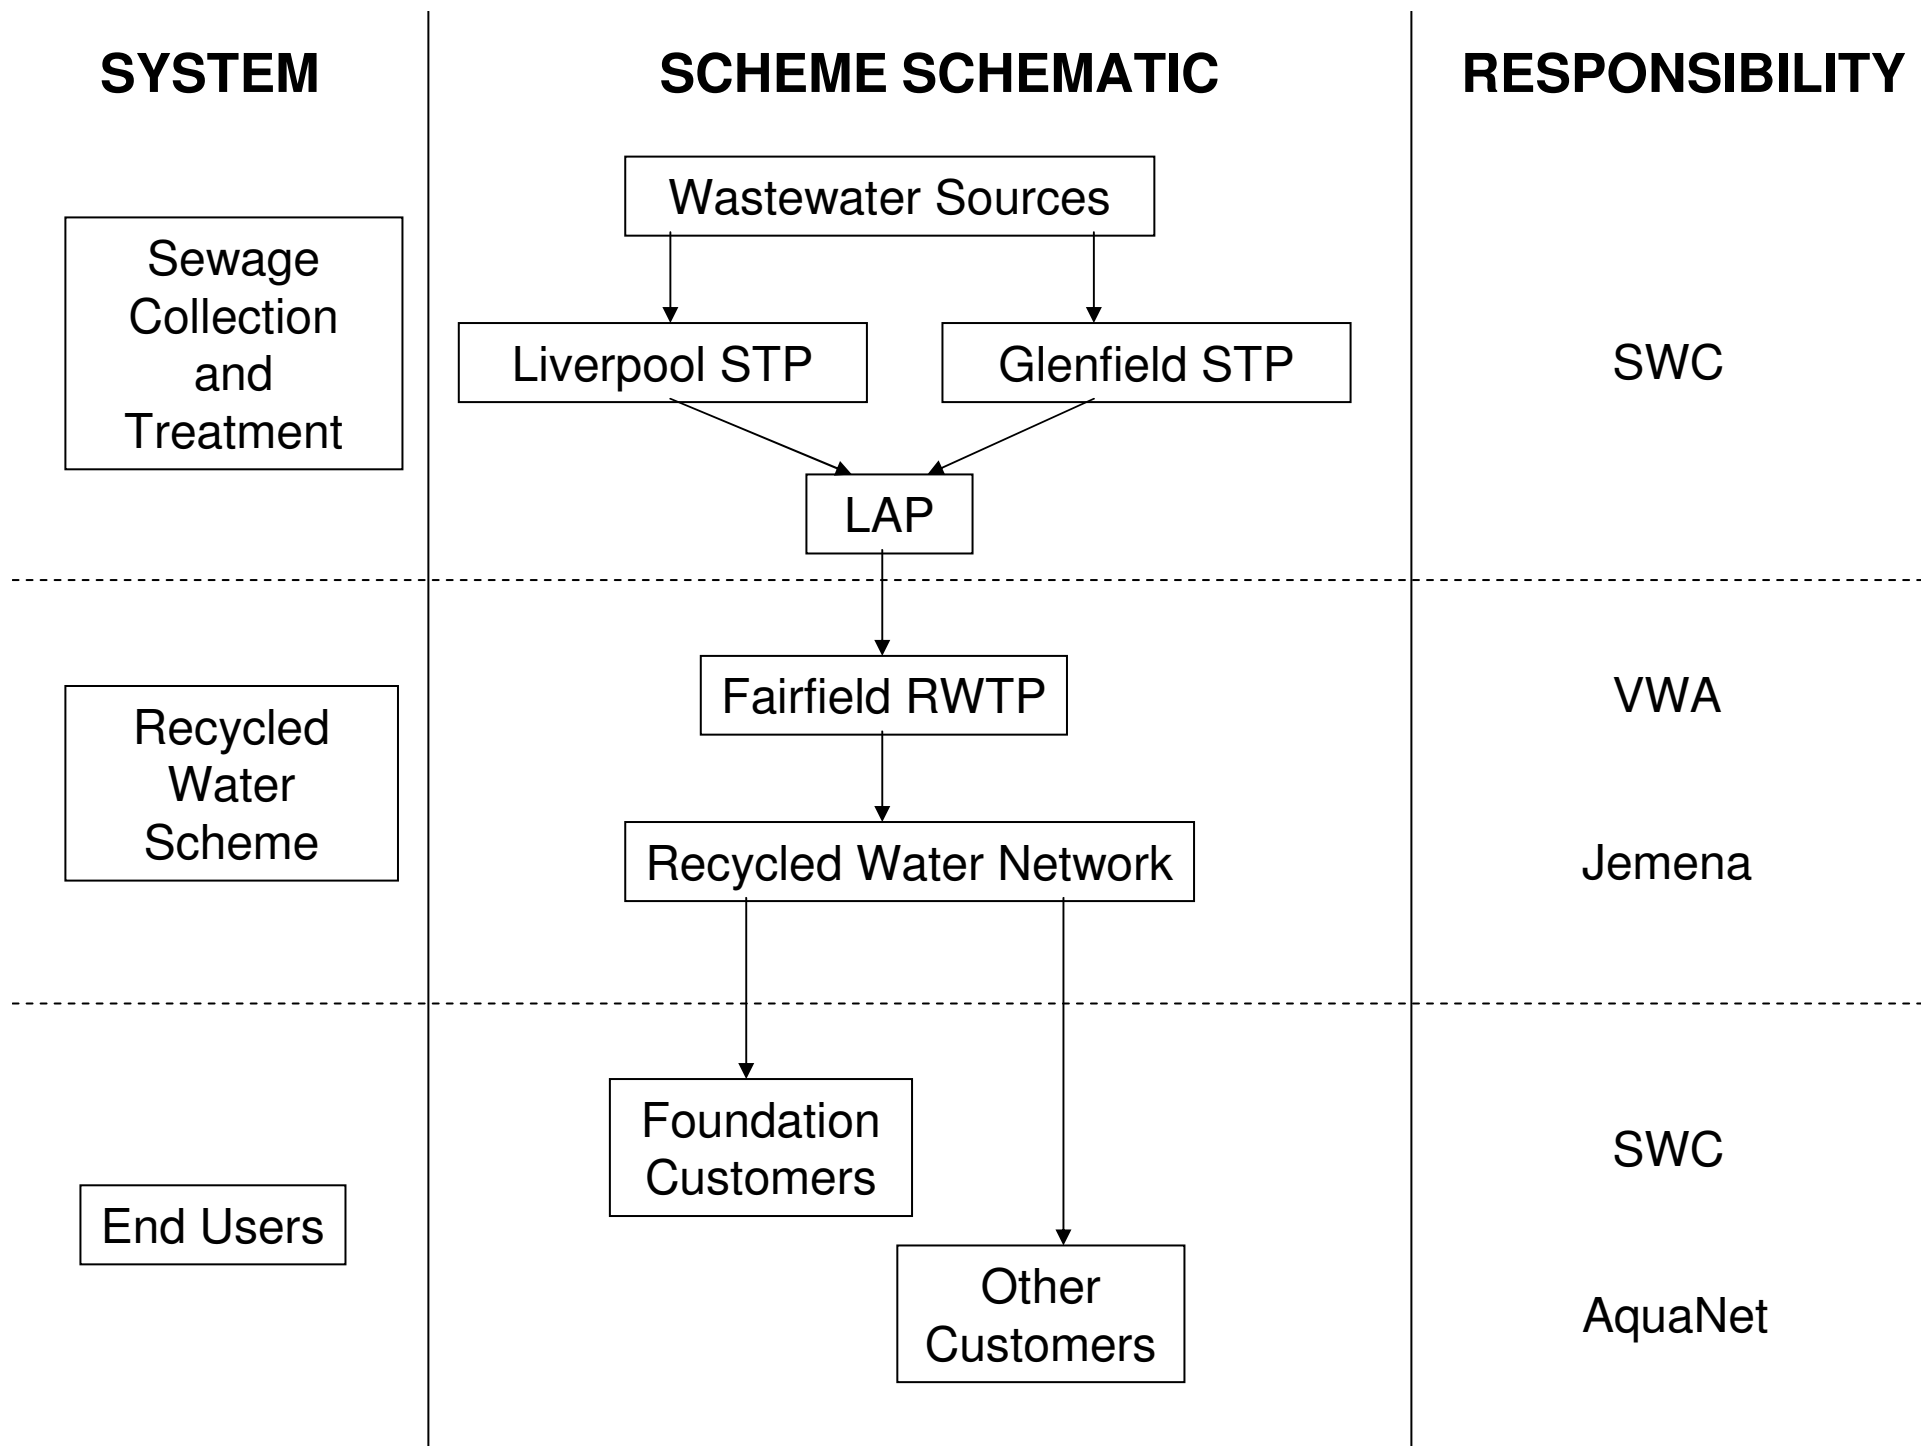 SYSTEM
SCHEME SCHEMATIC
RESPONSIBILITY
Sewage
Collection
and
Treatment
Wastewater Sources
Liverpool STP
Glenfield STP
LAP
SWC
Recycled
Water
Scheme
Fairfield RWTP
VWA
Recycled Water Network
Jemena
End Users
Foundation
Customers
SWC
Other
Customers
AquaNet